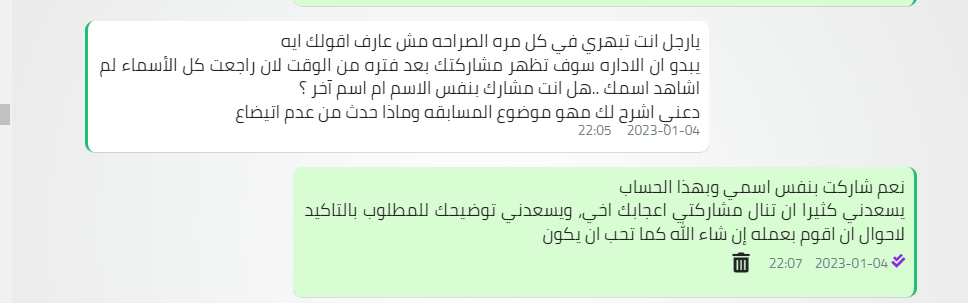 يارجل انت تبهري في كل مره الصراحه مش عارف اقولك ايه
يبدو ان الاداره سوف تظهر مشاركتك بعد فتره من الوقت لان راجعت كل الأسماء لم
اشاهد اسمك ..هل انت مشارك بنفس الاسم ام اسم آخر ؟
دعني اشرح لك مهو موضوع المسابقه وماذا حدث من عدم اتيضاع
2023-01-04 22:05
نعم شاركت بنفس اسمي وبهذا الحساب
يسعدني كثيرا ان تنال مشاركتي اعجابك اخي، ويسعدني توضيحك للمطلوب بالتاكيد
لاحوال ان اقوم بعمله إن شاء الله كما تحب ان يكون
2023-01-04 22:07